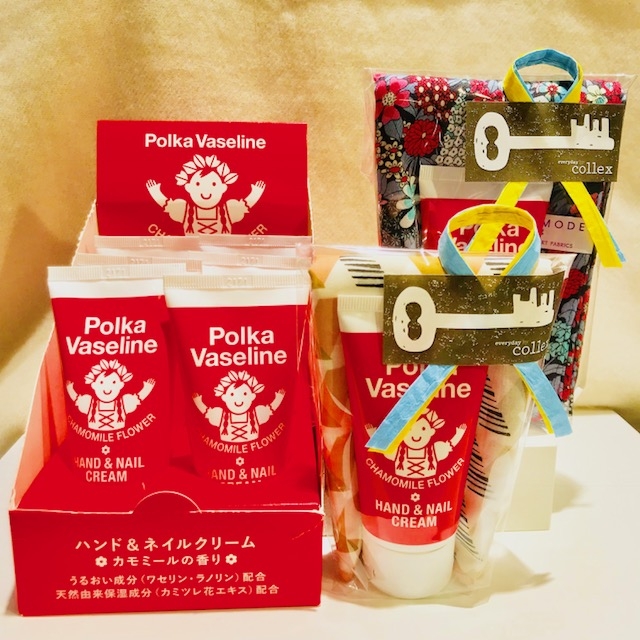 Polka Vaseline
CHAMOMILE FLOWER
Polka
Vaseline
CHAMOMILE FLOWER
HAND & NAIL
CREAM
Polka
Vaseline
CHAMOMILE FLOWER
HAND & NAIL
CREAM
ハンド&ネイルクリーム
カモミールの香り
うるおい成分(ワセリン・ラノリン)配合
天然由来保湿成分(カミツレ花エキス)配合
everyday
collex
Polka
Vaseline
CHAMOMILE FLOWER
HAND & NAIL
CREAM
everyday
collex
Polka
MODE
FABRICS